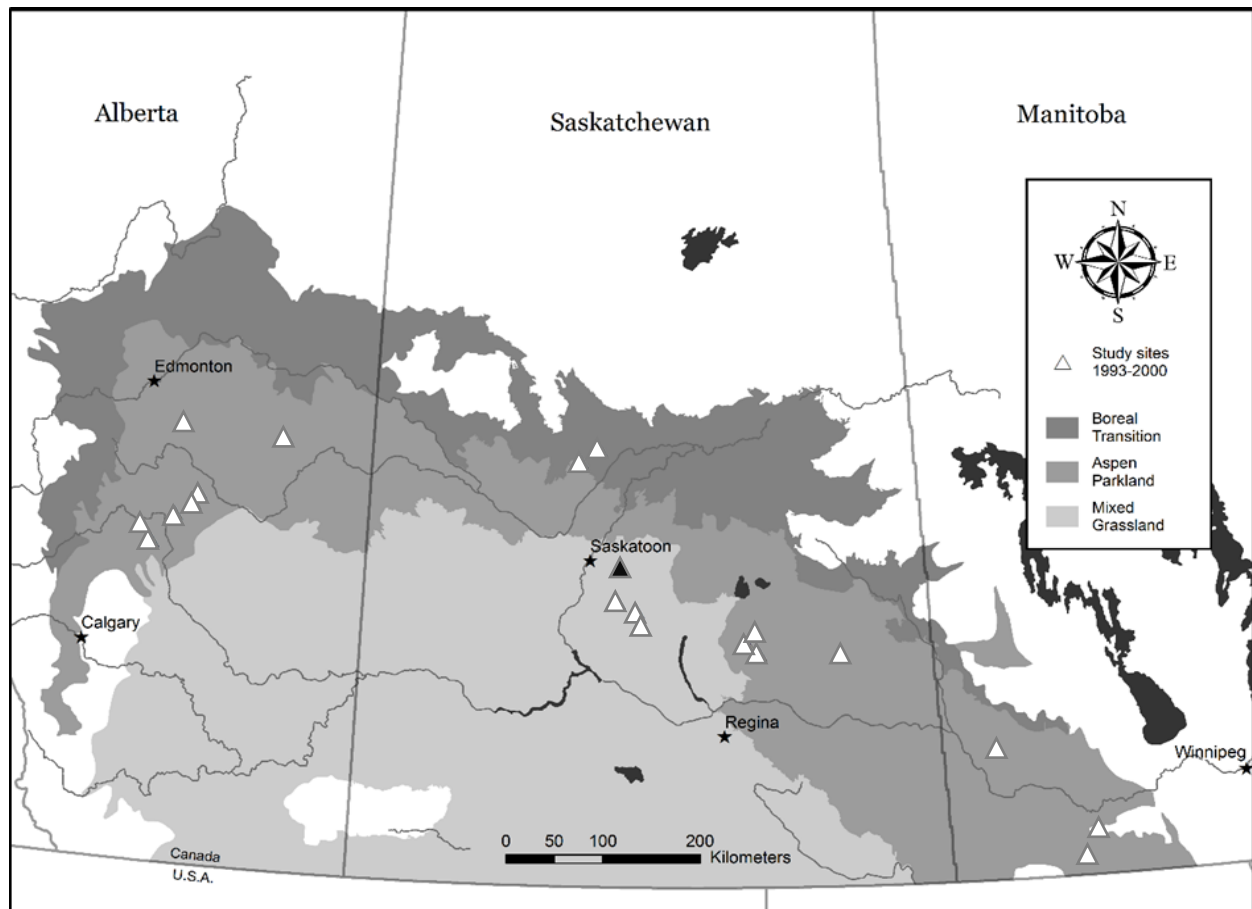 Alberta
Saskatchewan
Manitoba
N
W
E
S
Study sites
1993-2000
Boreal
Transition
Aspen
Parkland
Mixed
Grassland
Edmonton
Saskatoon
Calgary
Regina
Winnipeg
0 50 100 200
Kilometers
Canada
U.S.A.